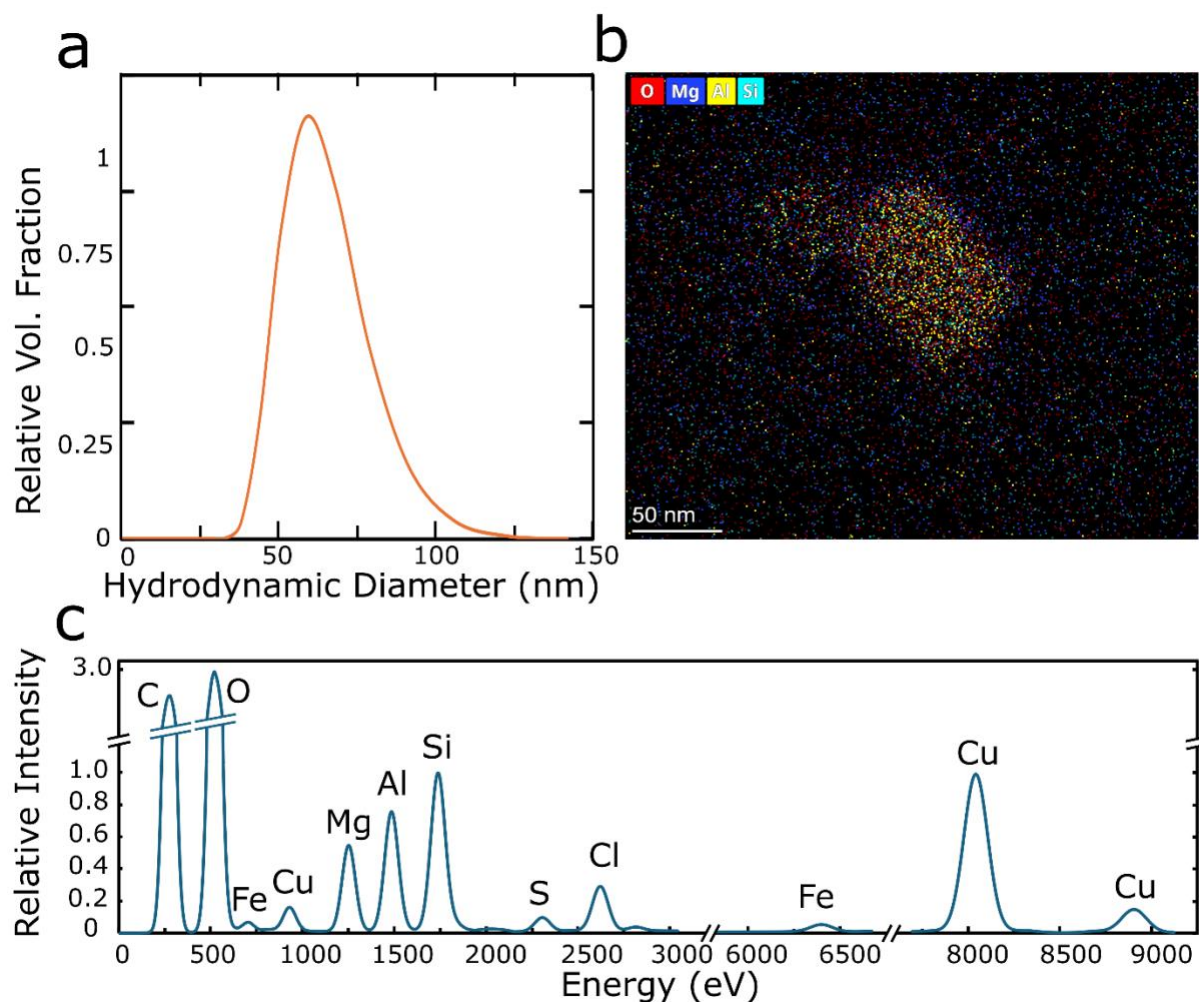 a
b
Relative Vol. Fraction
1
0.75
0.5
0.25
0
0 50 100 150
Hydrodynamic Diameter (nm)
O Mg Al Si
50 nm
c
Relative Intensity
3.0
1.0
0.8
0.6
0.4
0.2
0
C O
Fe Cu Mg Al Si S Cl Fe Cu Cu
0 500 1000 1500 2000 2500 3000 6000 6500 8000 8500 9000
Energy (eV)